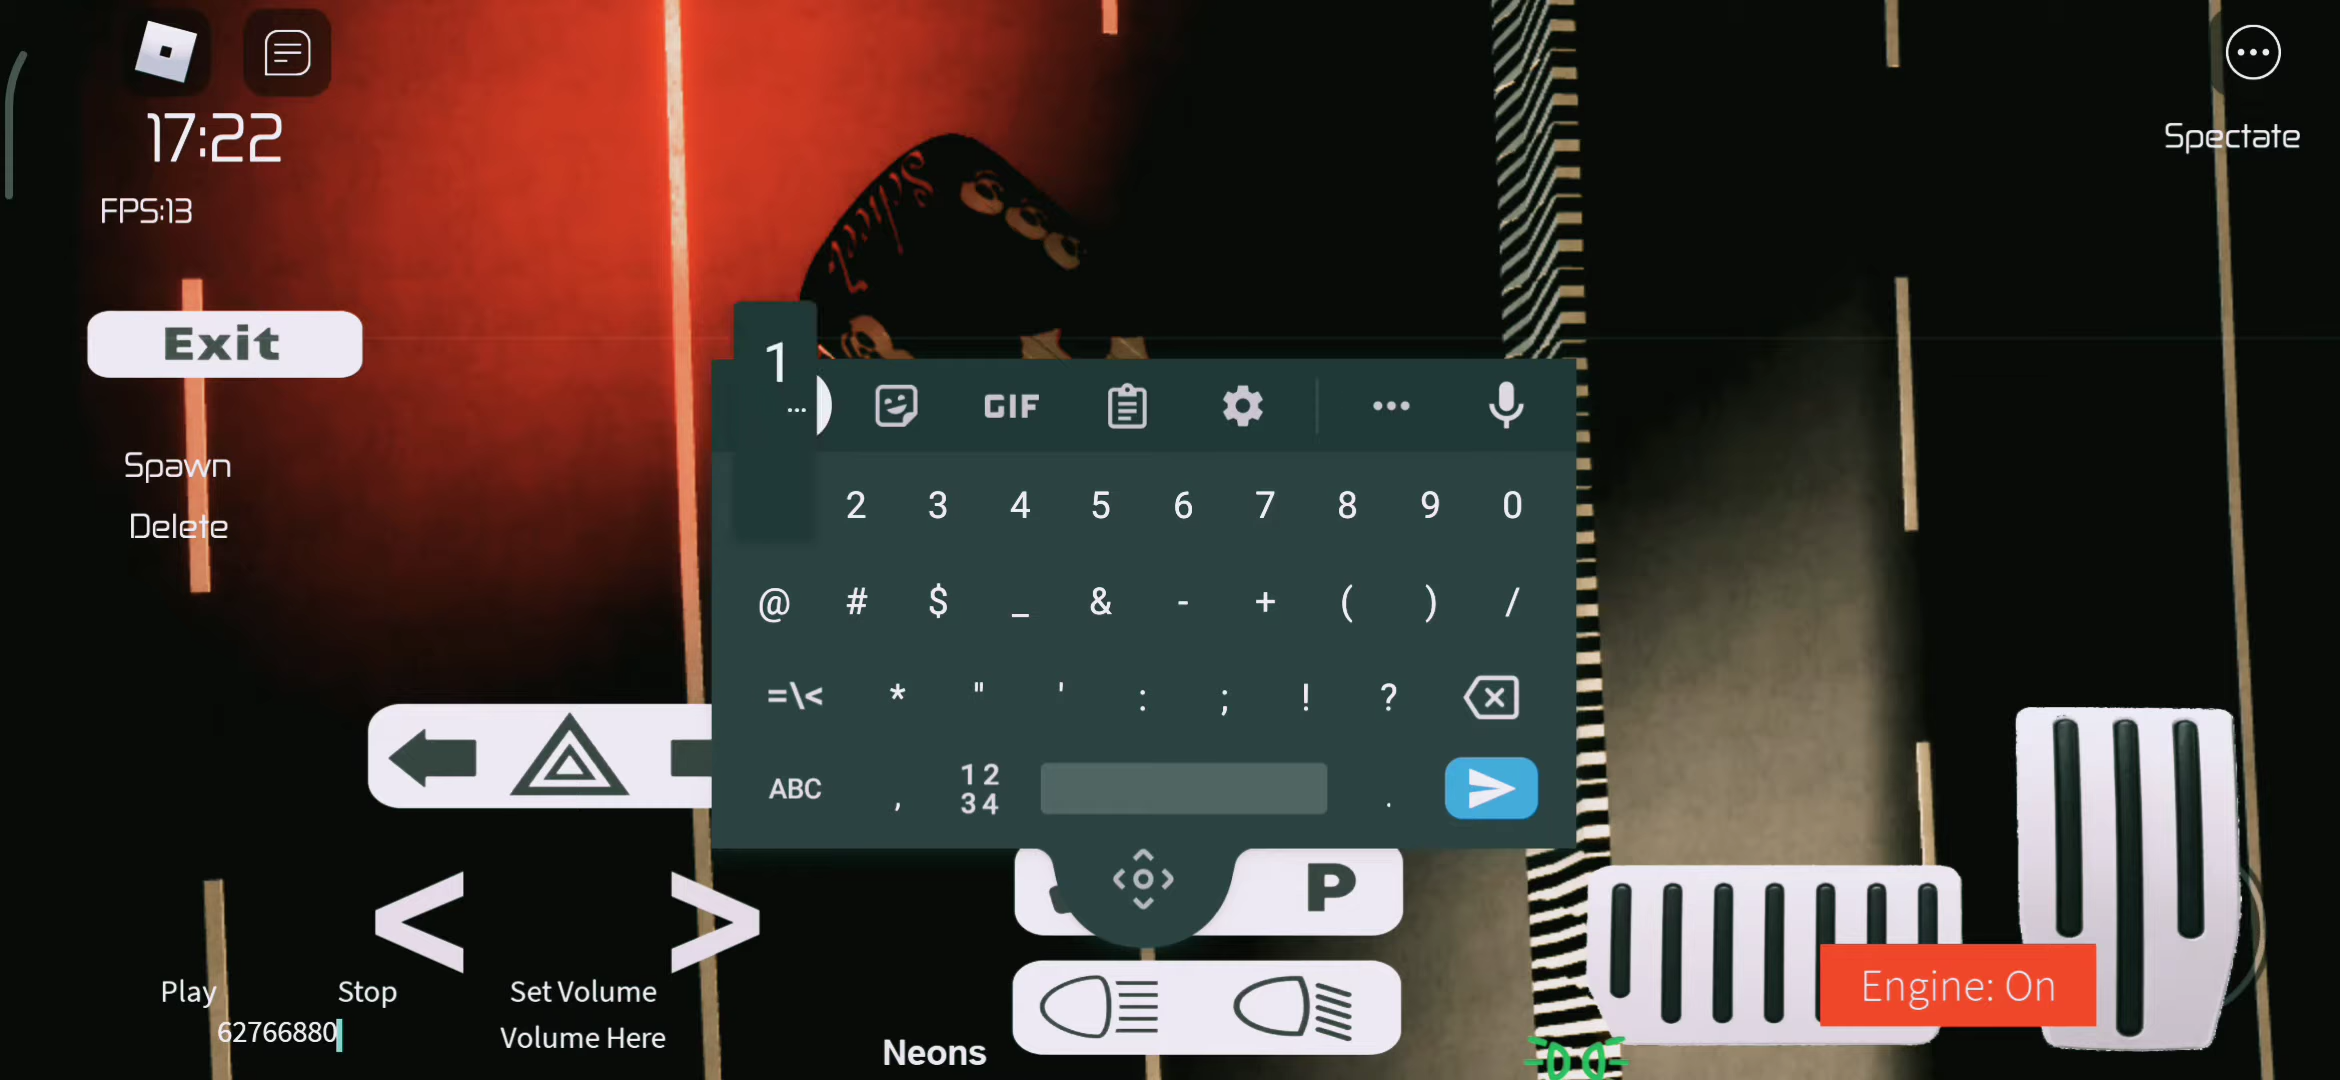 17:22
Spectate
FPS:13
Exit
1
...
GIF
2 3 4 5 6 7 8 9 0
Spawn
Delete
@ # $ _ & - + ( ) /
=\< * " ' : ; ! ?
ABC , 12 34 .
P
Play Stop Set Volume
Engine: On
62766880 Volume Here
Neons